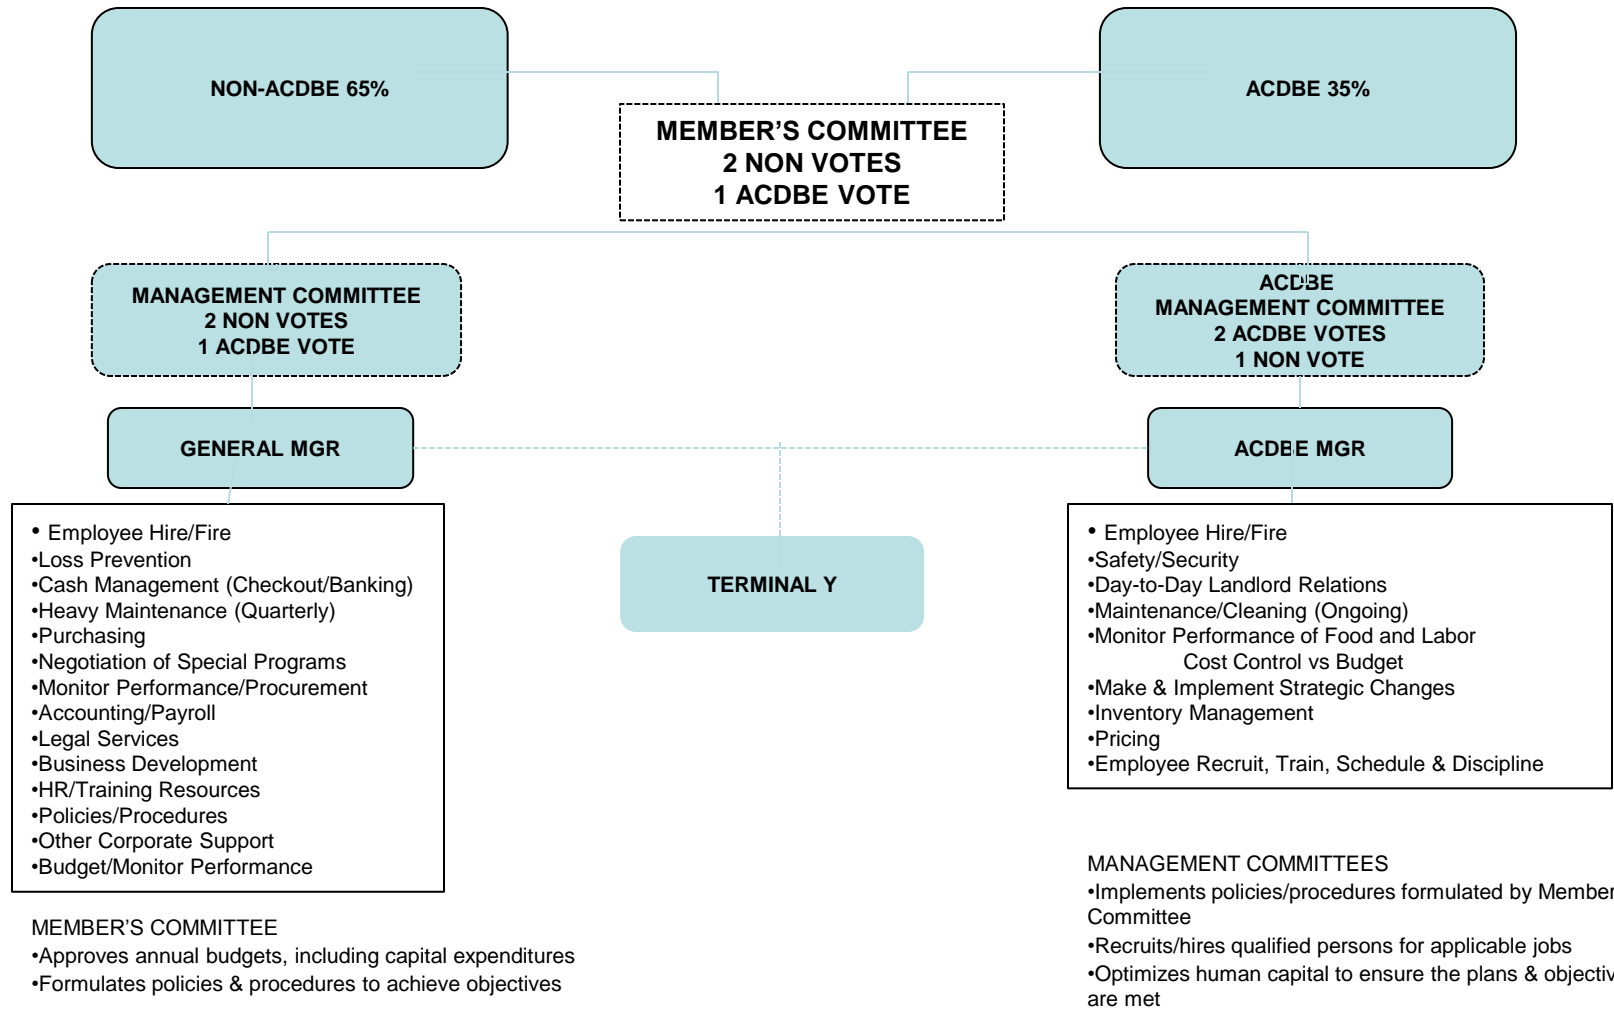 NON-ACDBE 65%
ACDBE 35%
MEMBER’S COMMITTEE
2 NON VOTES
1 ACDBE VOTE
MANAGEMENT COMMITTEE
2 NON VOTES
1 ACDBE VOTE
ACDBE
MANAGEMENT COMMITTEE
2 ACDBE VOTES
1 NON VOTE
GENERAL MGR
ACDBE MGR
• Employee Hire/Fire
•Loss Prevention
•Cash Management (Checkout/Banking)
•Heavy Maintenance (Quarterly)
•Purchasing
•Negotiation of Special Programs
•Monitor Performance/Procurement
•Accounting/Payroll
•Legal Services
•Business Development
•HR/Training Resources
•Policies/Procedures
•Other Corporate Support
•Budget/Monitor Performance
TERMINAL Y
• Employee Hire/Fire
•Safety/Security
•Day-to-Day Landlord Relations
•Maintenance/Cleaning (Ongoing)
•Monitor Performance of Food and Labor
Cost Control vs Budget
•Make & Implement Strategic Changes
•Inventory Management
•Pricing
•Employee Recruit, Train, Schedule & Discipline
MEMBER’S COMMITTEE
•Approves annual budgets, including capital expenditures
•Formulates policies & procedures to achieve objectives
MANAGEMENT COMMITTEES
•Implements policies/procedures formulated by Member
Committee
•Recruits/hires qualified persons for applicable jobs
•Optimizes human capital to ensure the plans &
are met